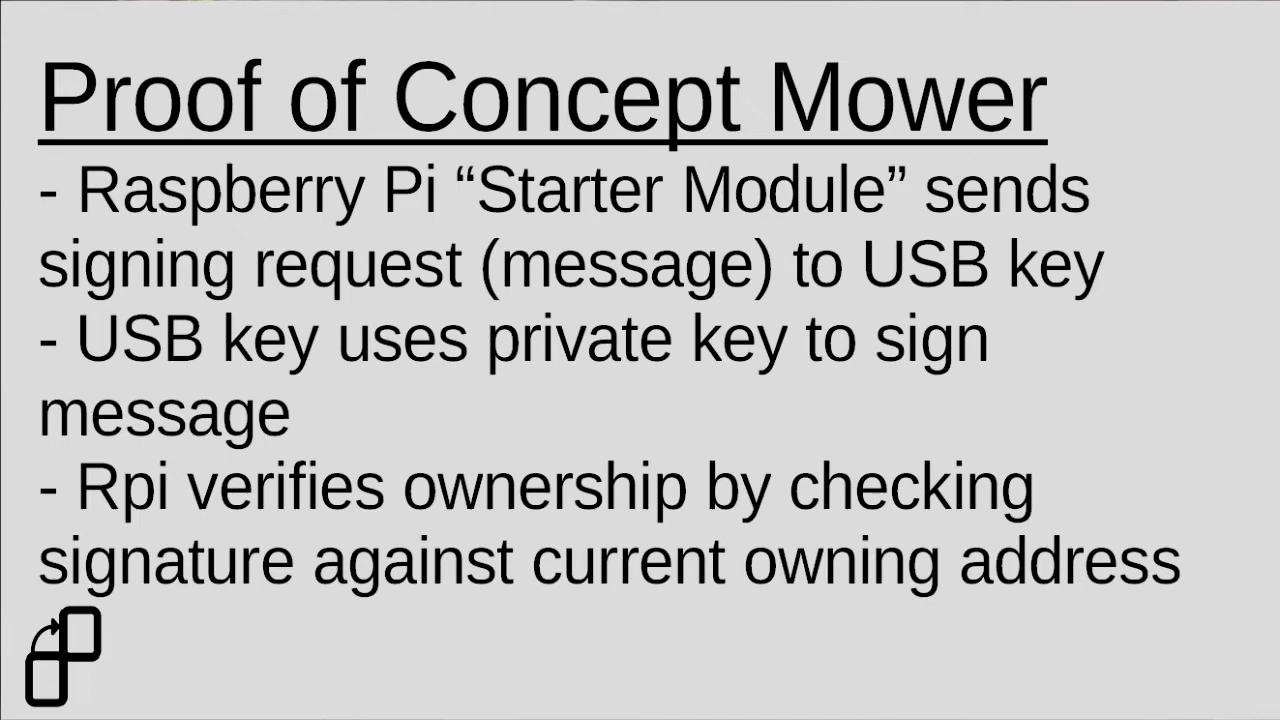 Proof of Concept Mower
- Raspberry Pi “Starter Module” sends
signing request (message) to USB key
- USB key uses private key to sign
message
- Rpi verifies ownership by checking
signature against current owning address